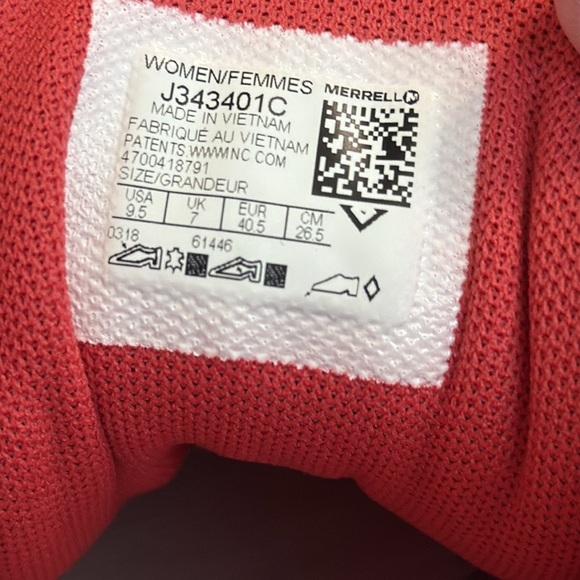 WOMEN/FEMMES
MERRELL
J343401C
MADE IN VIETNAM
FABRIQUÉ AU VIETNAM
PATENTS:WWWNC.COM
4700418791
SIZE/GRANDEUR
USA UK EUR CM
9.5 7 40.5 26.5
0318 61446